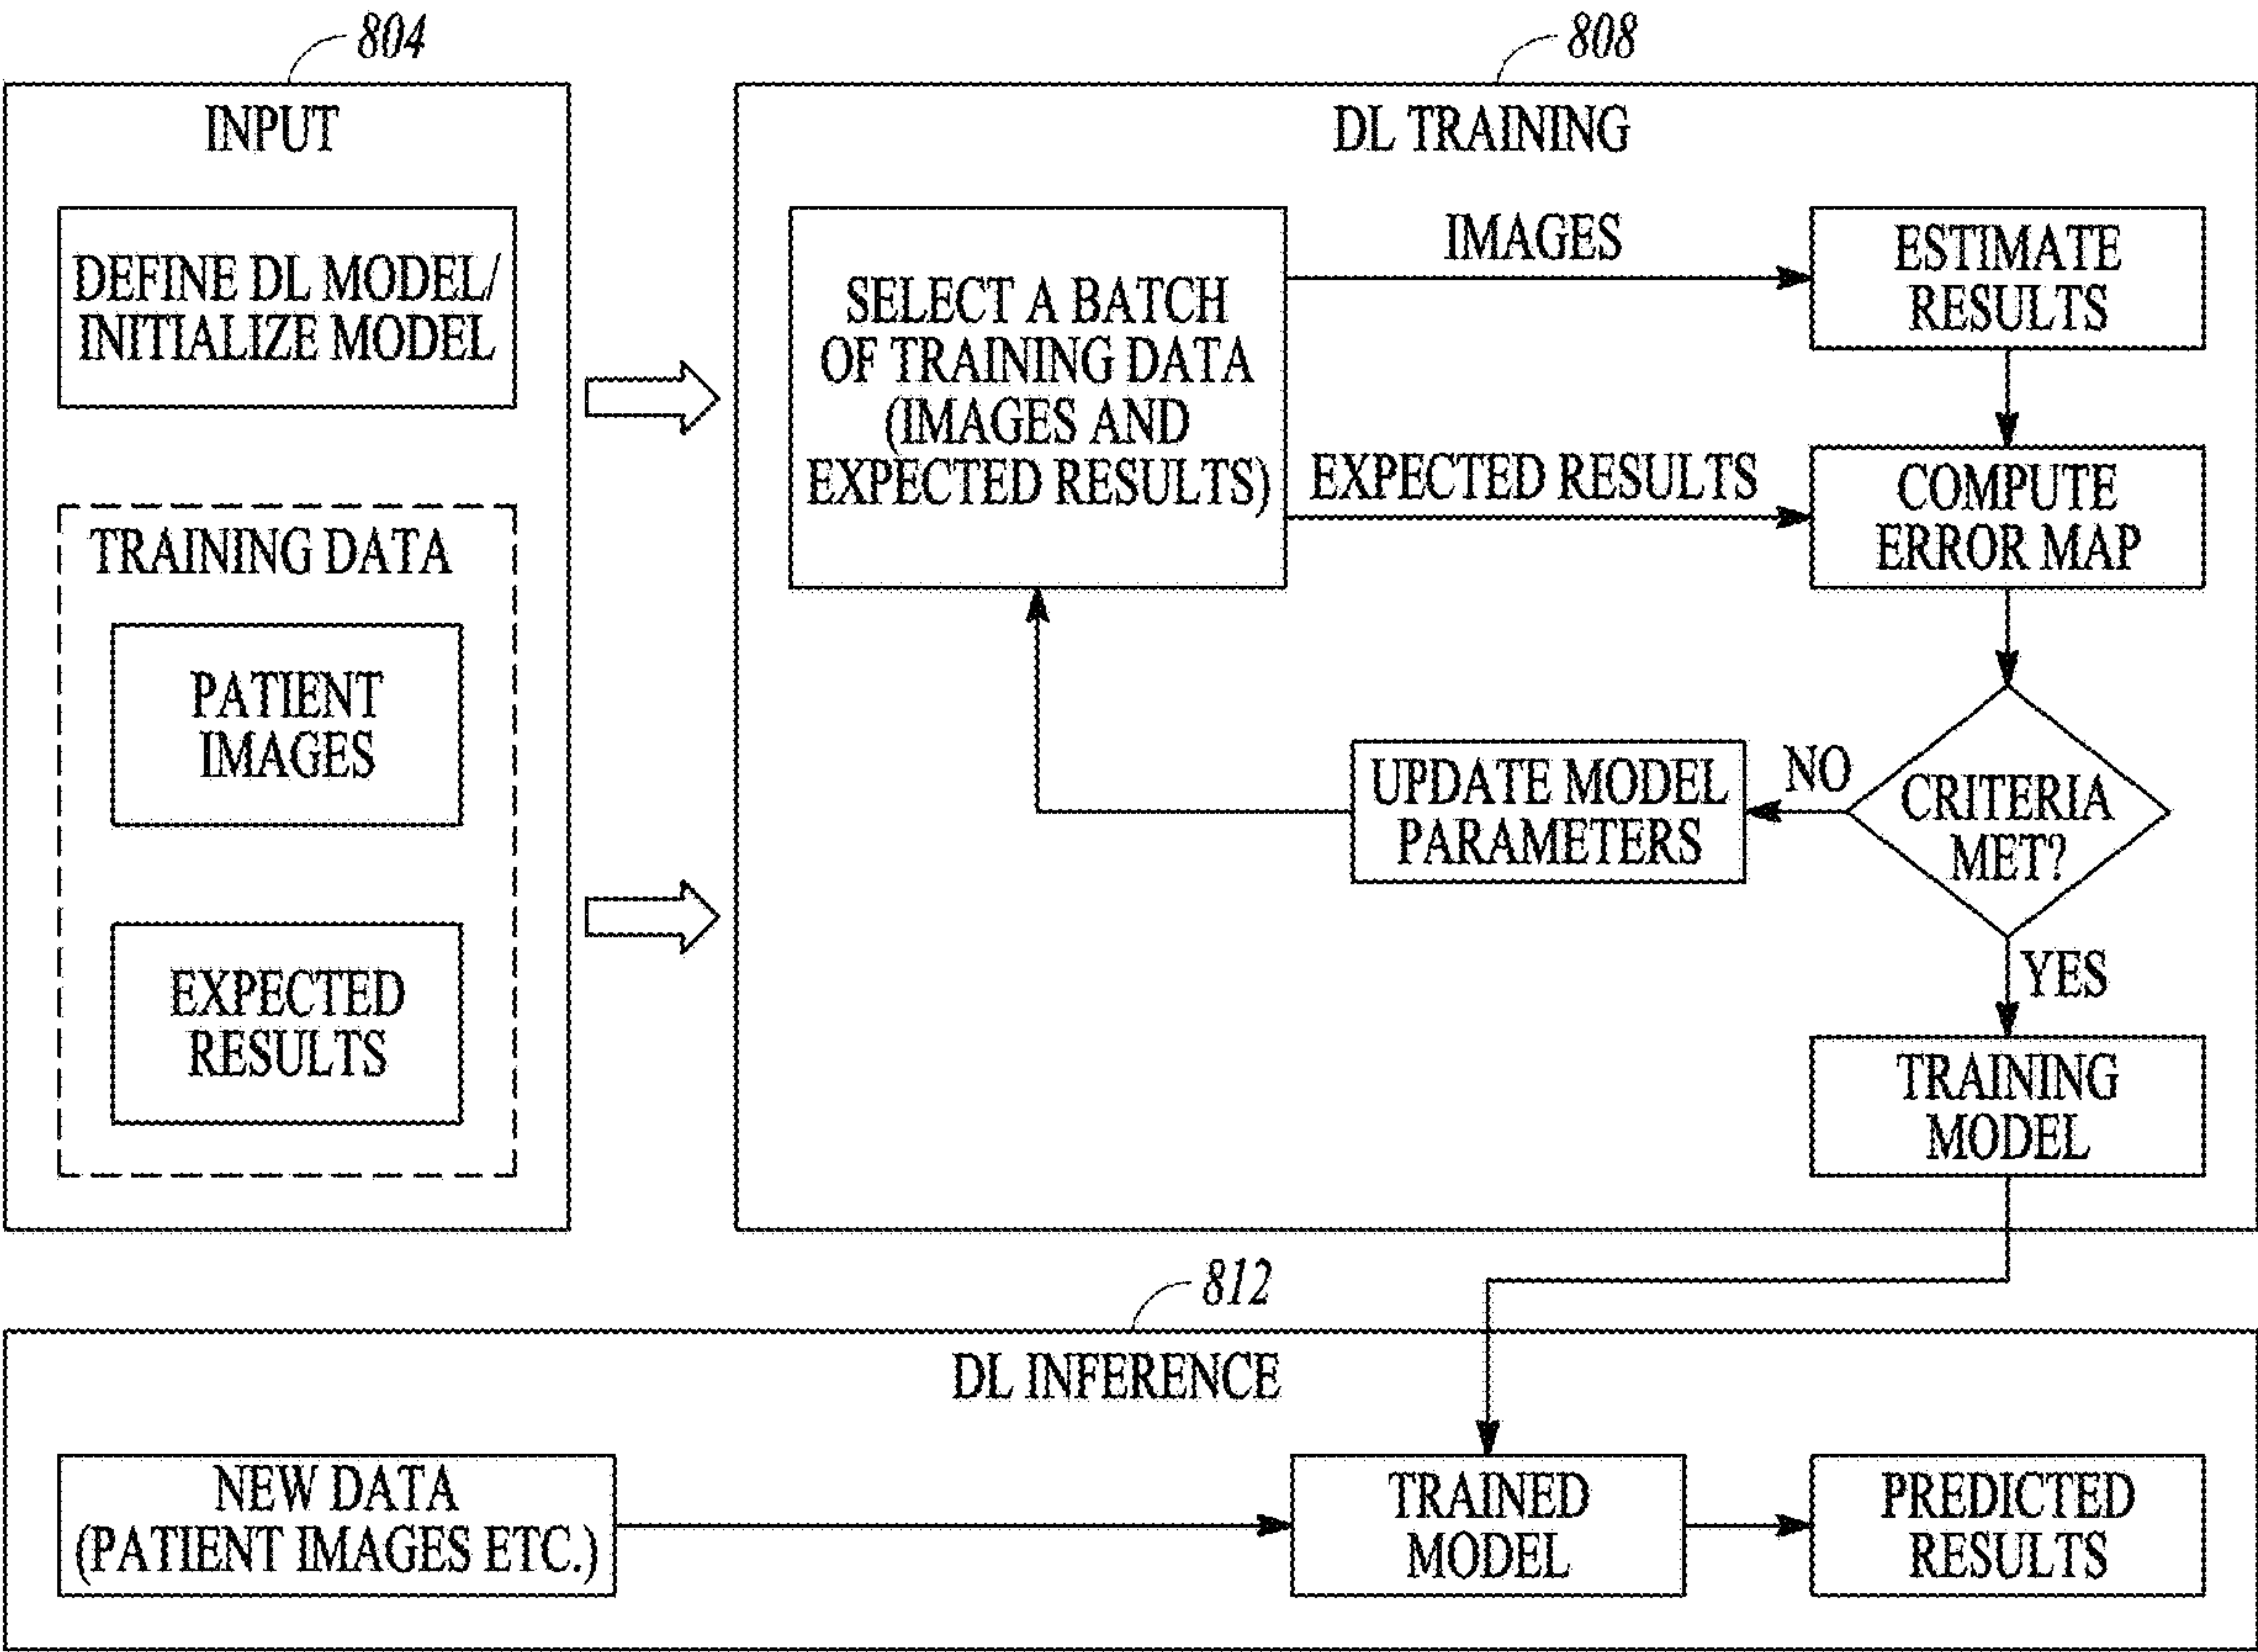 804
INPUT
DEFINE DL MODEL/
INITIALIZE MODEL
TRAINING DATA
PATIENT
IMAGES
EXPECTED
RESULTS
808
DL TRAINING
SELECT A BATCH
OF TRAINING DATA
(IMAGES AND
EXPECTED RESULTS)
IMAGES
ESTIMATE
RESULTS
EXPECTED RESULTS
COMPUTE
ERROR MAP
CRITERIA
MET?
NO
UPDATE MODEL
PARAMETERS
YES
TRAINING
MODEL
812
DL INFERENCE
NEW DATA
(PATIENT IMAGES ETC.)
TRAINED
MODEL
PREDICTED
RESULTS